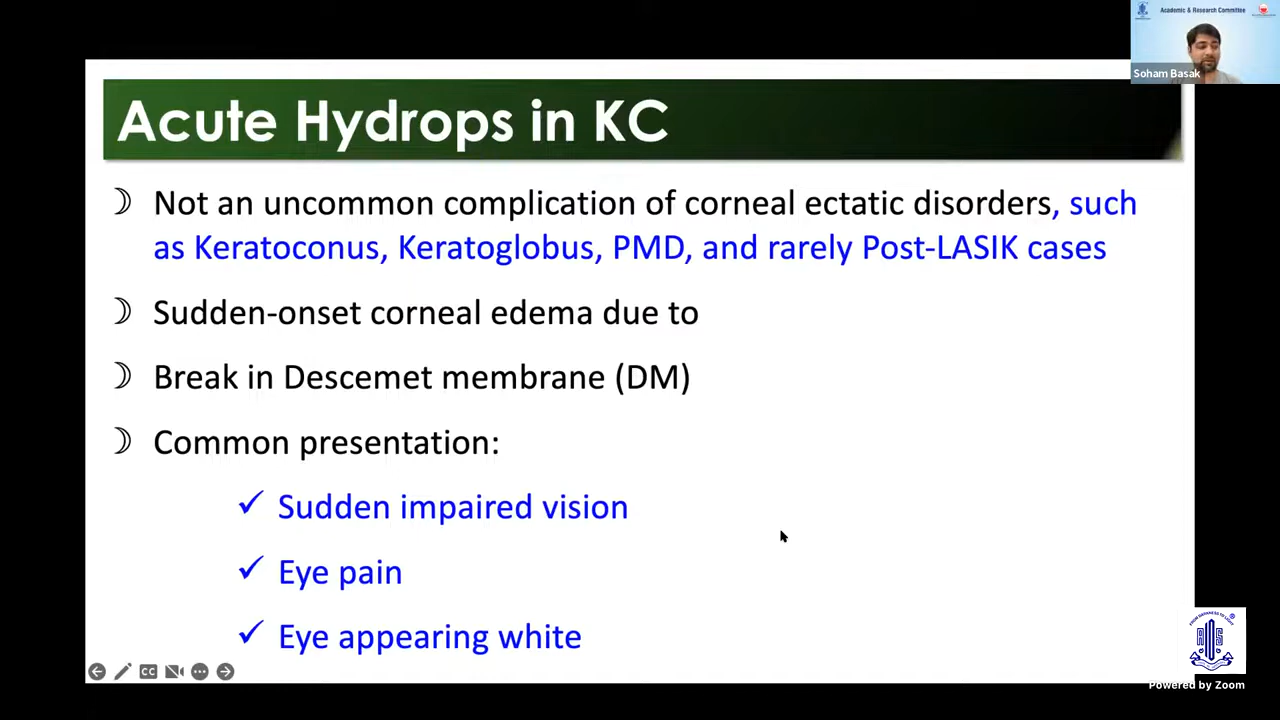 Academic & Research Committee
Soham Basak
Acute Hydrops in KC
Not an uncommon complication of corneal ectatic disorders, such
as Keratoconus, Keratoglobus, PMD, and rarely Post-LASIK cases
Sudden-onset corneal edema due to
Break in Descemet membrane (DM)
Common presentation:
✓ Sudden impaired vision
✓ Eye pain
✓ Eye appearing white
CC
Powered by Zoom